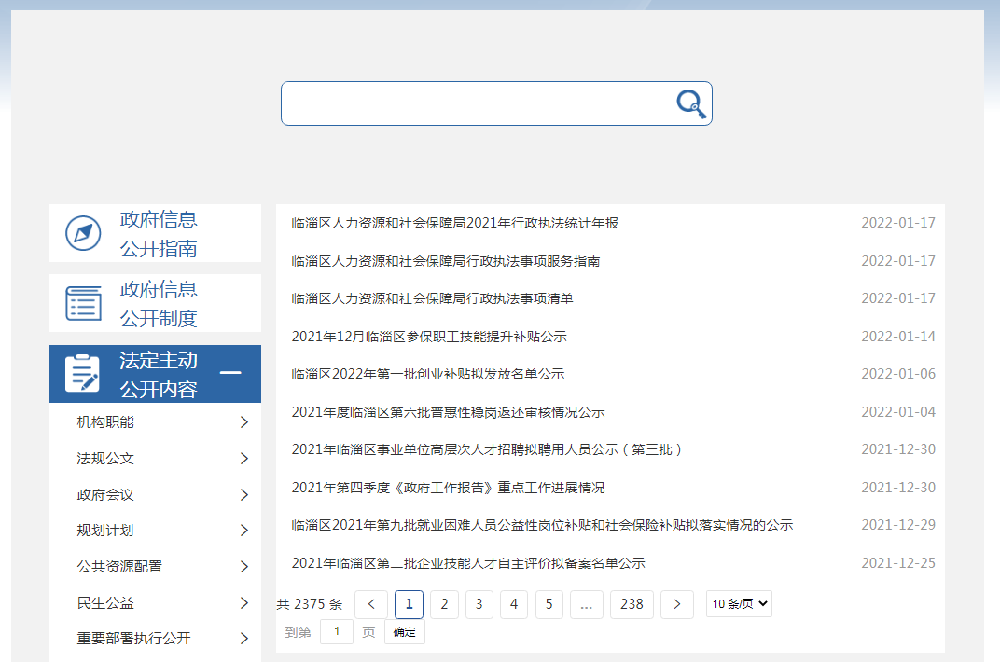 政府信息
公开指南
政府信息
公开制度
法定主动
公开内容
机构职能
法规公文
政府会议
规划计划
公共资源配置
民生公益
重要部署执行公开
临淄区人力资源和社会保障局2021年行政执法统计年报 2022-01-17
临淄区人力资源和社会保障局行政执法事项服务指南 2022-01-17
临淄区人力资源和社会保障局行政执法事项清单 2022-01-17
2021年12月临淄区参保职工技能提升补贴公示 2022-01-14
临淄区2022年第一批创业补贴拟发放名单公示 2022-01-06
2021年度临淄区第六批普惠性稳岗返还审核情况公示 2022-01-04
2021年临淄区事业单位高层次人才招聘拟聘用人员公示（第三批） 2021-12-30
2021年第四季度《政府工作报告》重点工作进展情况 2021-12-30
临淄区2021年第九批就业困难人员公益性岗位补贴和社会保险补贴拟落实情况的公示 2021-12-29
2021年临淄区第二批企业技能人才自主评价拟备案名单公示 2021-12-25
共 2375 条 < 1 2 3 4 5 ... 238 > 10 条/页
到第 1 页 确定